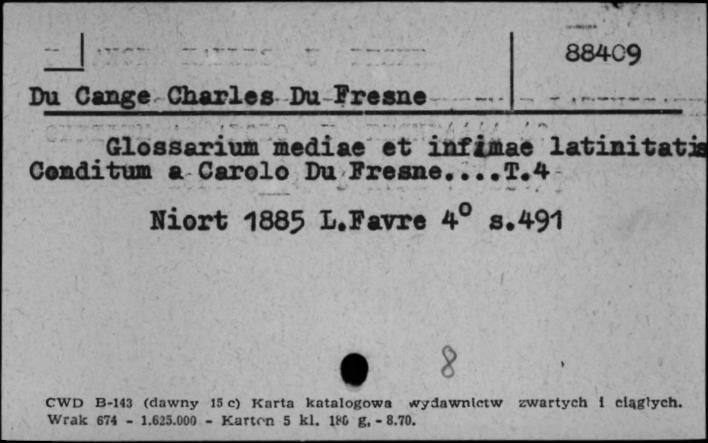 88409
Du Cange Charles Du Fresne
Glossarium mediae et infimae latinitatis
Conditum a Carolo Du Fresne....T.4
Niort 1885 L.Favre 4° s.491
8
CWD B-143 (dawny 15 c) Karta katalogowa wydawnictw zwartych i ciągłych.
Wrak 674 - 1.625.000 - Karton 5 kl. 180 g. - 8.70.